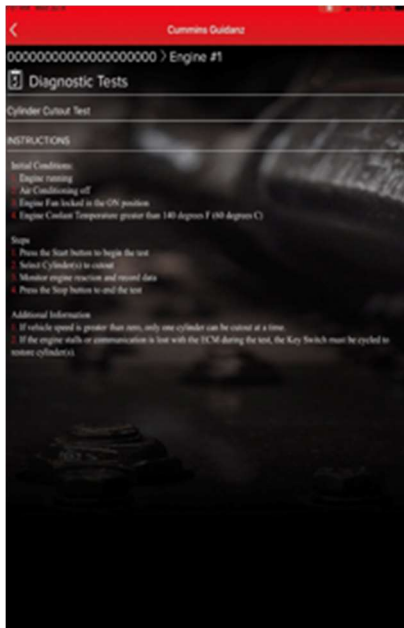 Cummins Guidanz
00000000000000000000 > Engine #1
Diagnostic Tests
Cylinder Cutout Test
INSTRUCTIONS
Initial Conditions:
1. Engine running
2. Air Conditioning off
3. Engine Fan locked in the ON position
4. Engine Coolant Temperature greater than 140 degrees F (60 degrees C)
Steps
1. Press the Start button to begin the test
2. Select Cylinder(s) to cutout
3. Monitor engine reaction and record data
4. Press the Stop button to end the test
Additional Information
1. If vehicle speed is greater than zero, only one cylinder can be cutout at a time.
2. If the engine stalls or communication is lost with the ECM during the test, the Key Switch must be cycled to
restore cylinder(s).